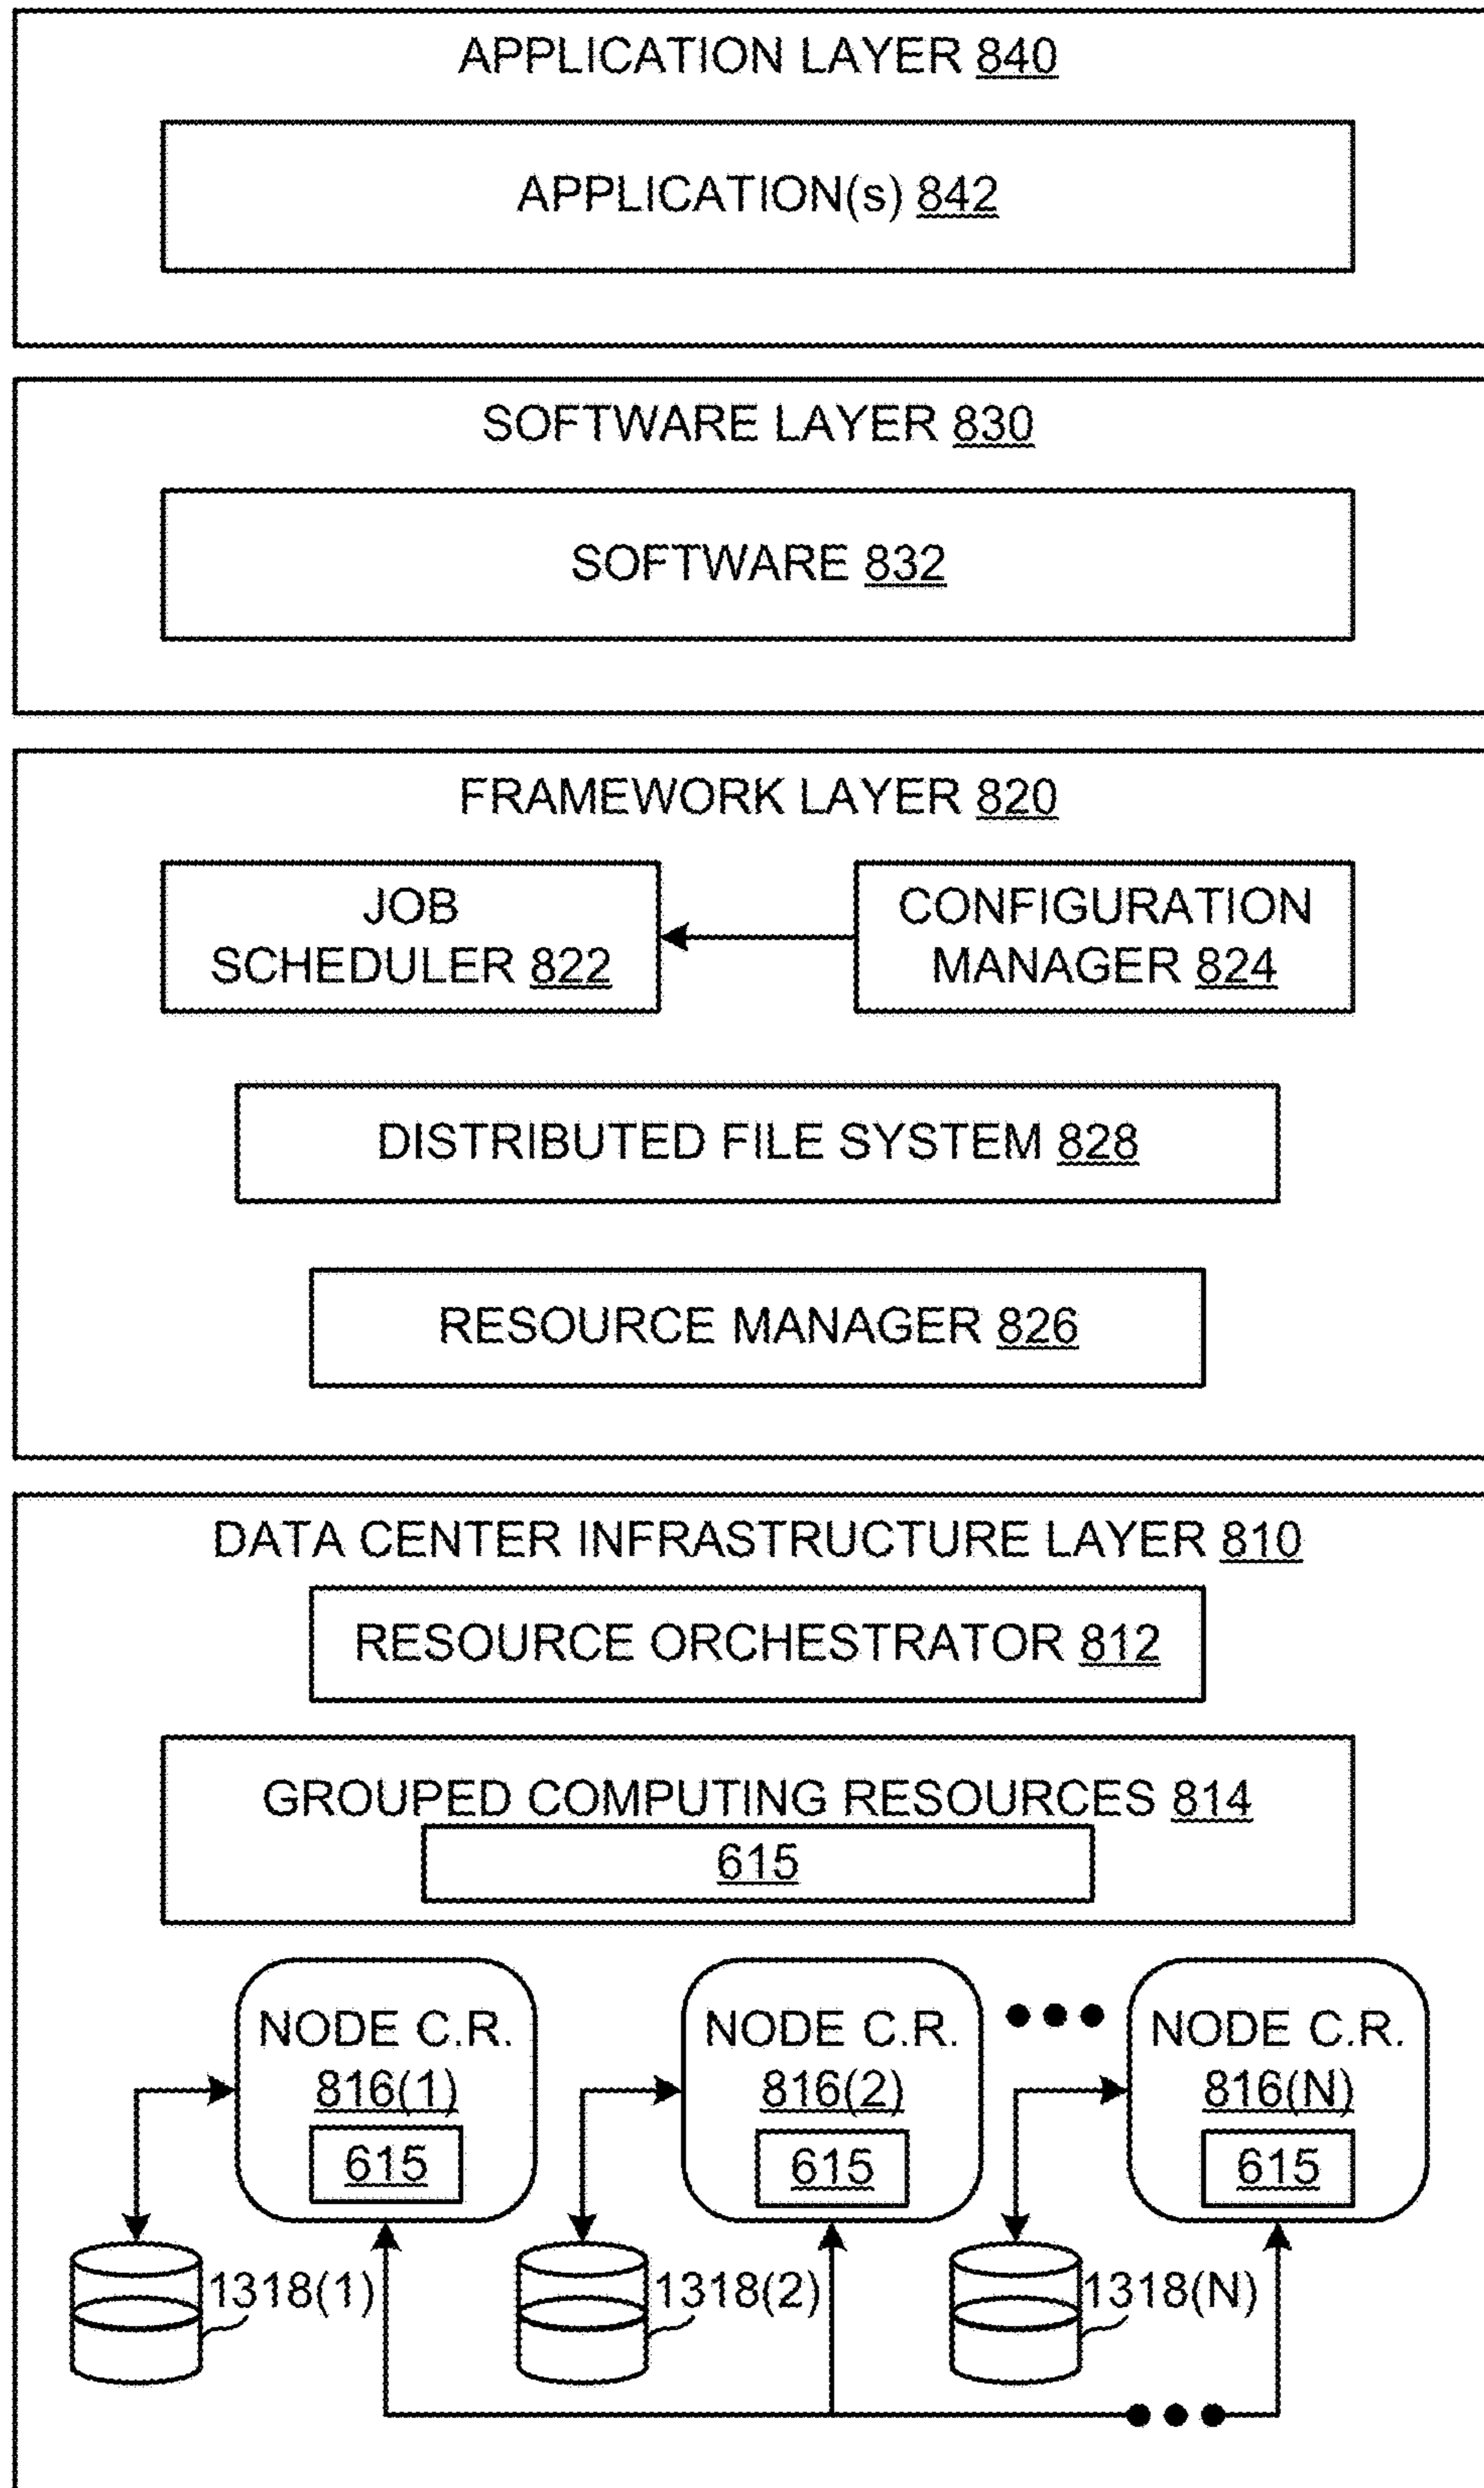 APPLICATION LAYER 840
APPLICATION(s) 842
SOFTWARE LAYER 830
SOFTWARE 832
FRAMEWORK LAYER 820
JOB
SCHEDULER 822
CONFIGURATION
MANAGER 824
DISTRIBUTED FILE SYSTEM 828
RESOURCE MANAGER 826
DATA CENTER INFRASTRUCTURE LAYER 810
RESOURCE ORCHESTRATOR 812
GROUPED COMPUTING RESOURCES 814
615
NODE C.R.
816(1)
615
NODE C.R.
816(2)
615
NODE C.R.
816(N)
615
1318(1)
1318(2)
1318(N)